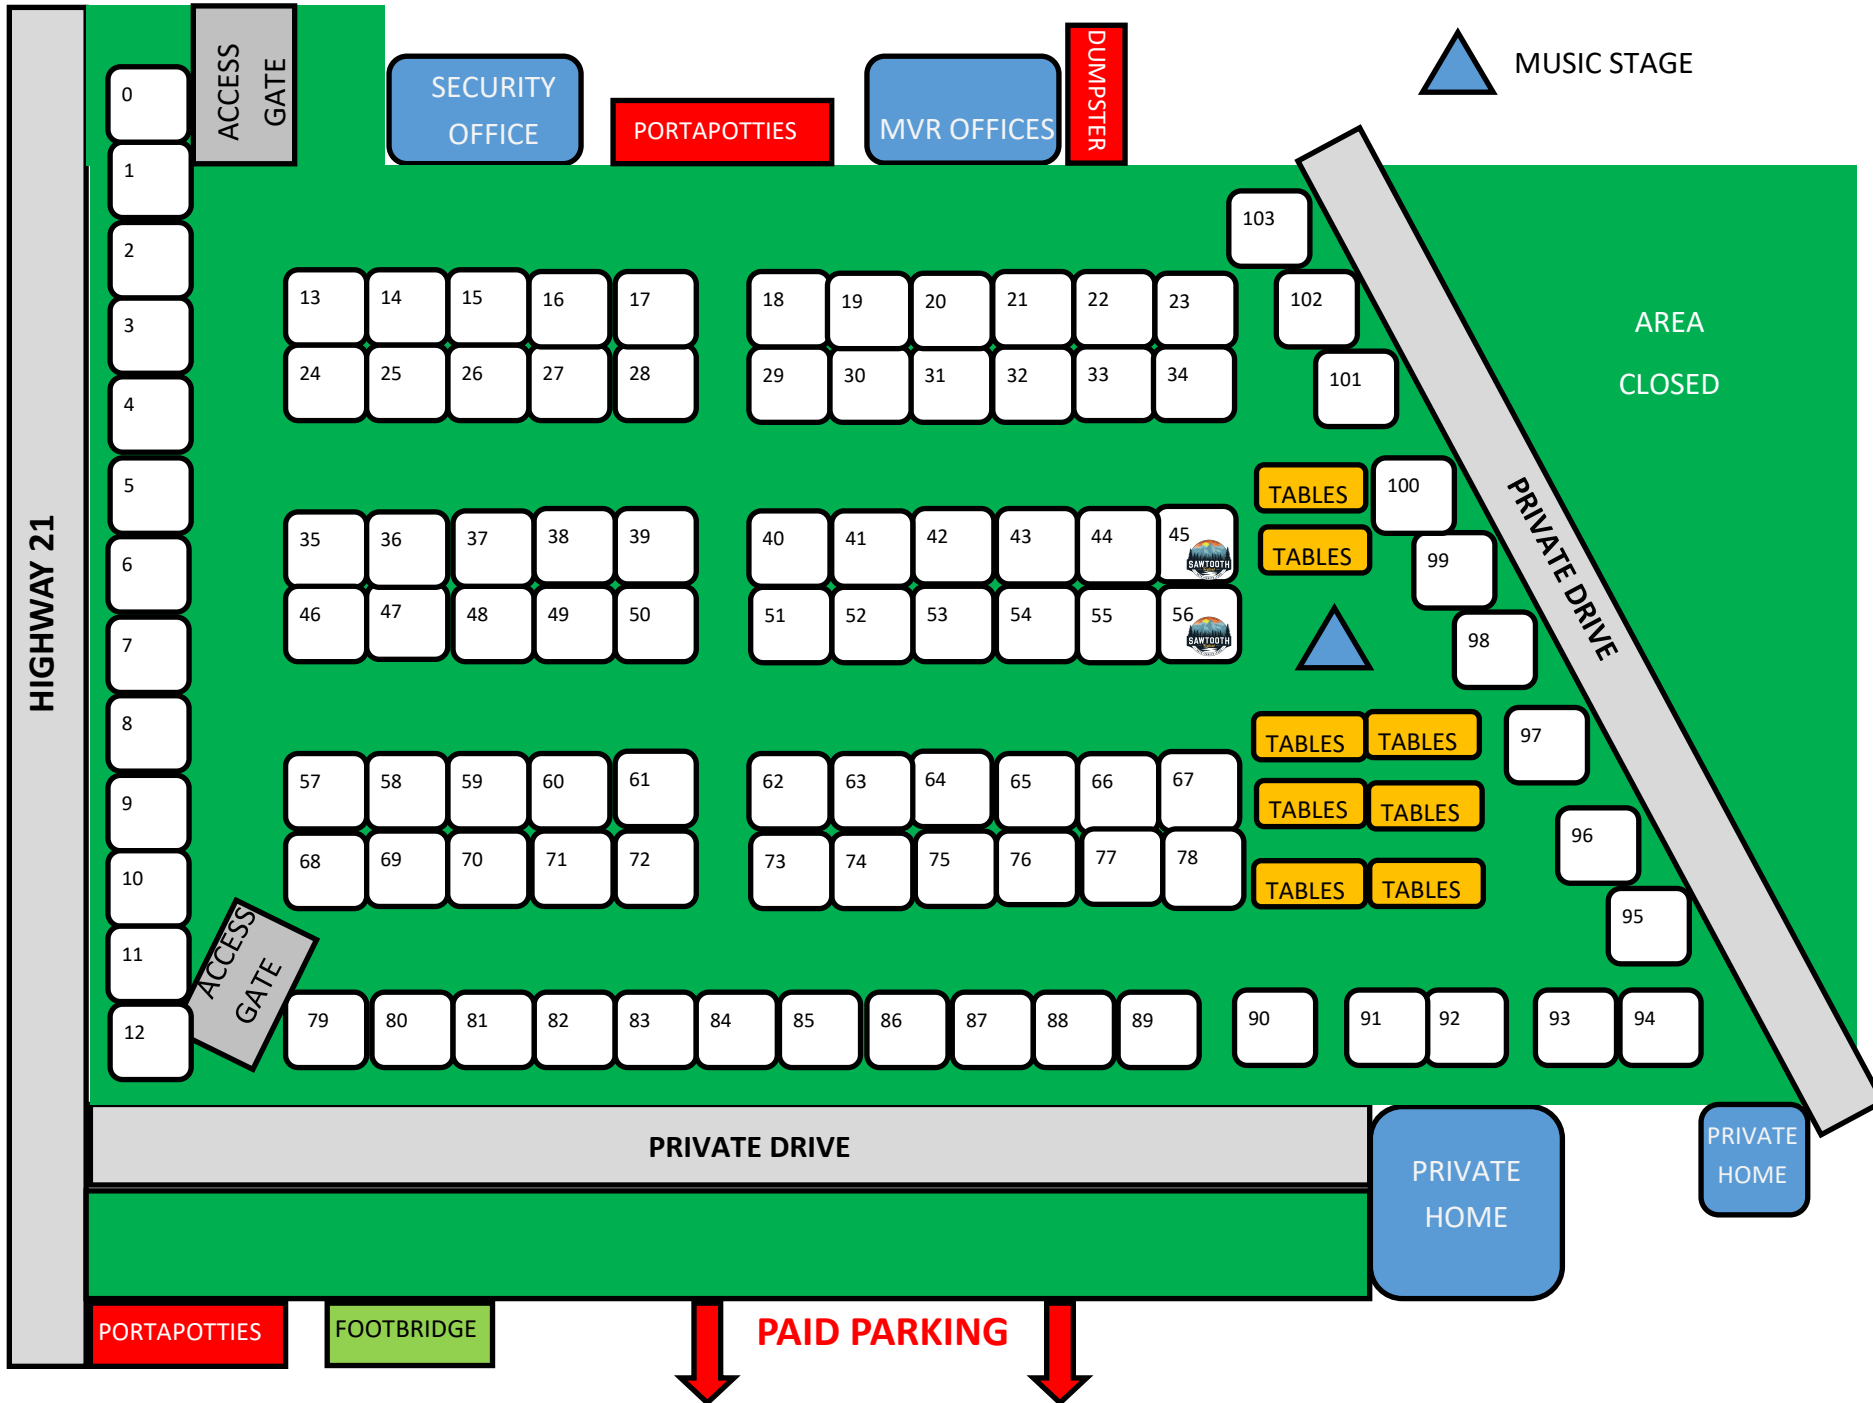 ACCESS
GATE
SECURITY
OFFICE
PORTAPOTTIES
MVR OFFICES
DUMPSTER
MUSIC STAGE
HIGHWAY 21
0
1
2
3
4
5
6
7
8
9
10
11
12
103
102
101
13 14 15 16 17 18 19 20 21 22 23
24 25 26 27 28 29 30 31 32 33 34
AREA
CLOSED
PRIVATE DRIVE
TABLES
TABLES
100
99
98
35 36 37 38 39 40 41 42 43 44 45
SAWTOOTH
46 47 48 49 50 51 52 53 54 55 56
SAWTOOTH
TABLES TABLES
TABLES TABLES
TABLES TABLES
97
96
95
57 58 59 60 61 62 63 64 65 66 67
68 69 70 71 72 73 74 75 76 77 78
ACCESS
GATE
79 80 81 82 83 84 85 86 87 88 89 90 91 92 93 94
PRIVATE DRIVE
PRIVATE
HOME
PRIVATE
HOME
PORTAPOTTIES
FOOTBRIDGE
PAID PARKING